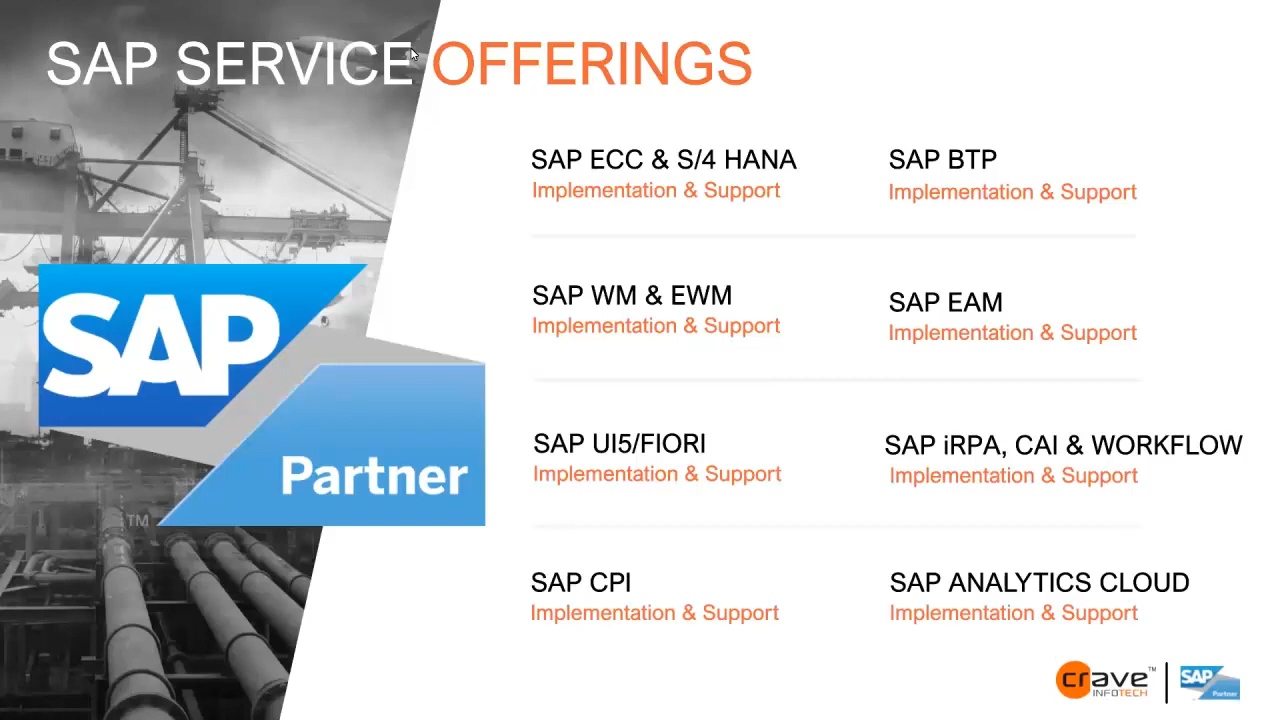 SAP SERVICE OFFERINGS
SAP ECC & S/4 HANA
Implementation & Support
SAP BTP
Implementation & Support
SAP WM & EWM
Implementation & Support
SAP EAM
Implementation & Support
SAP UI5/FIORI
Implementation & Support
SAP iRPA, CAI & WORKFLOW
Implementation & Support
SAP CPI
Implementation & Support
SAP ANALYTICS CLOUD
Implementation & Support
SAP
Partner
TM
crave TM
INFOTECH
SAP
Partner